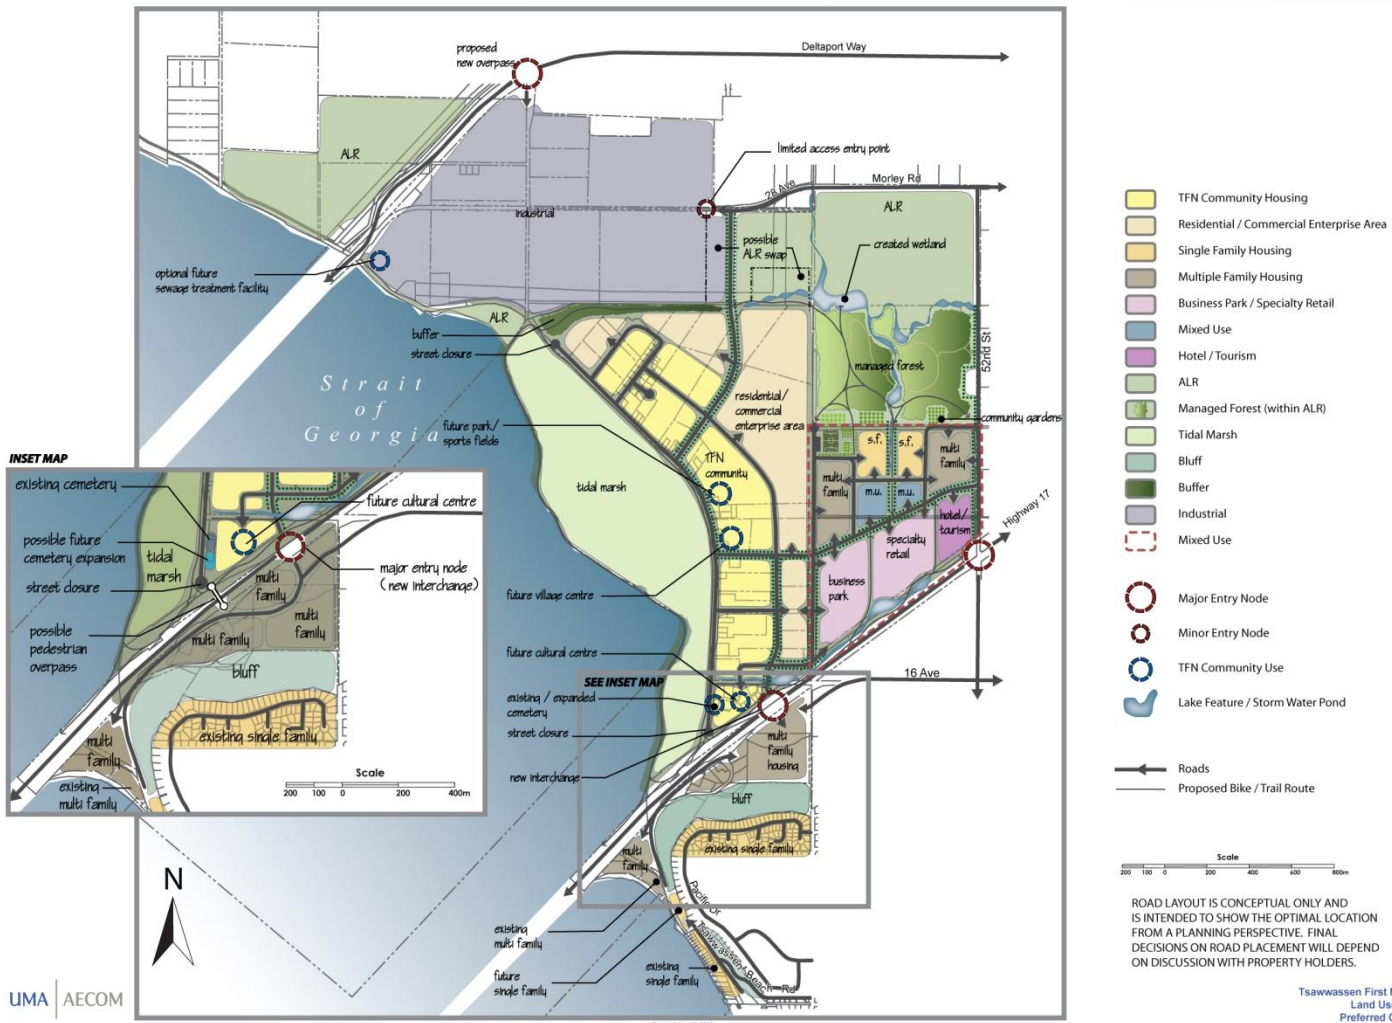 proposed
new overpass
Deltaport Way
ALR
limited access entry point
28 Ave
Morley Rd
industrial
ALR
possible
ALR swap
created wetland
optional future
sewage treatment facility
ALR
buffer
street closure
52nd St
managed forest
Strait
of
Georgia
residential/
commercial
enterprise area
community gardens
future park/
sports fields
TFN
community
s.f.
s.f.
multi
family
multi
family
m.u.
m.u.
tidal marsh
hotel/
tourism
Highway 17
specialty
retail
business
park
future village centre
future cultural centre
SEE INSET MAP
16 Ave
existing / expanded
cemetery
street closure
multi
family
housing
new interchange
bluff
existing single family
multi
family
Pacific Dr
Tsawwassen Beach Rd
existing
multi family
future
single family
existing
single family
INSET MAP
existing cemetery
future cultural centre
possible future
cemetery expansion
tidal
marsh
street closure
major entry node
( new interchange)
multi
family
multi
family
multi family
possible
pedestrian
overpass
bluff
existing single family
multi
family
existing
multi family
Scale
200 100 0 200 400m
N
UMA | AECOM
TFN Community Housing
Residential / Commercial Enterprise Area
Single Family Housing
Multiple Family Housing
Business Park / Specialty Retail
Mixed Use
Hotel / Tourism
ALR
Managed Forest (within ALR)
Tidal Marsh
Bluff
Buffer
Industrial
Mixed Use
Major Entry Node
Minor Entry Node
TFN Community Use
Lake Feature / Storm Water Pond
Roads
Proposed Bike / Trail Route
Scale
200 100 0 200 400 600 800m
ROAD LAYOUT IS CONCEPTUAL ONLY AND
IS INTENDED TO SHOW THE OPTIMAL LOCATION
FROM A PLANNING PERSPECTIVE. FINAL
DECISIONS ON ROAD PLACEMENT WILL DEPEND
ON DISCUSSION WITH PROPERTY HOLDERS.
Tsawwassen First
Land Us
Preferred